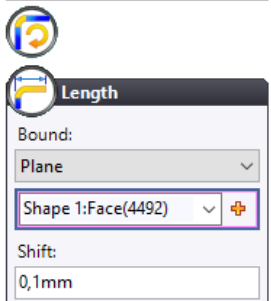 Length
Bound:
Plane
Shape 1:Face(4492)
Shift:
0,1mm